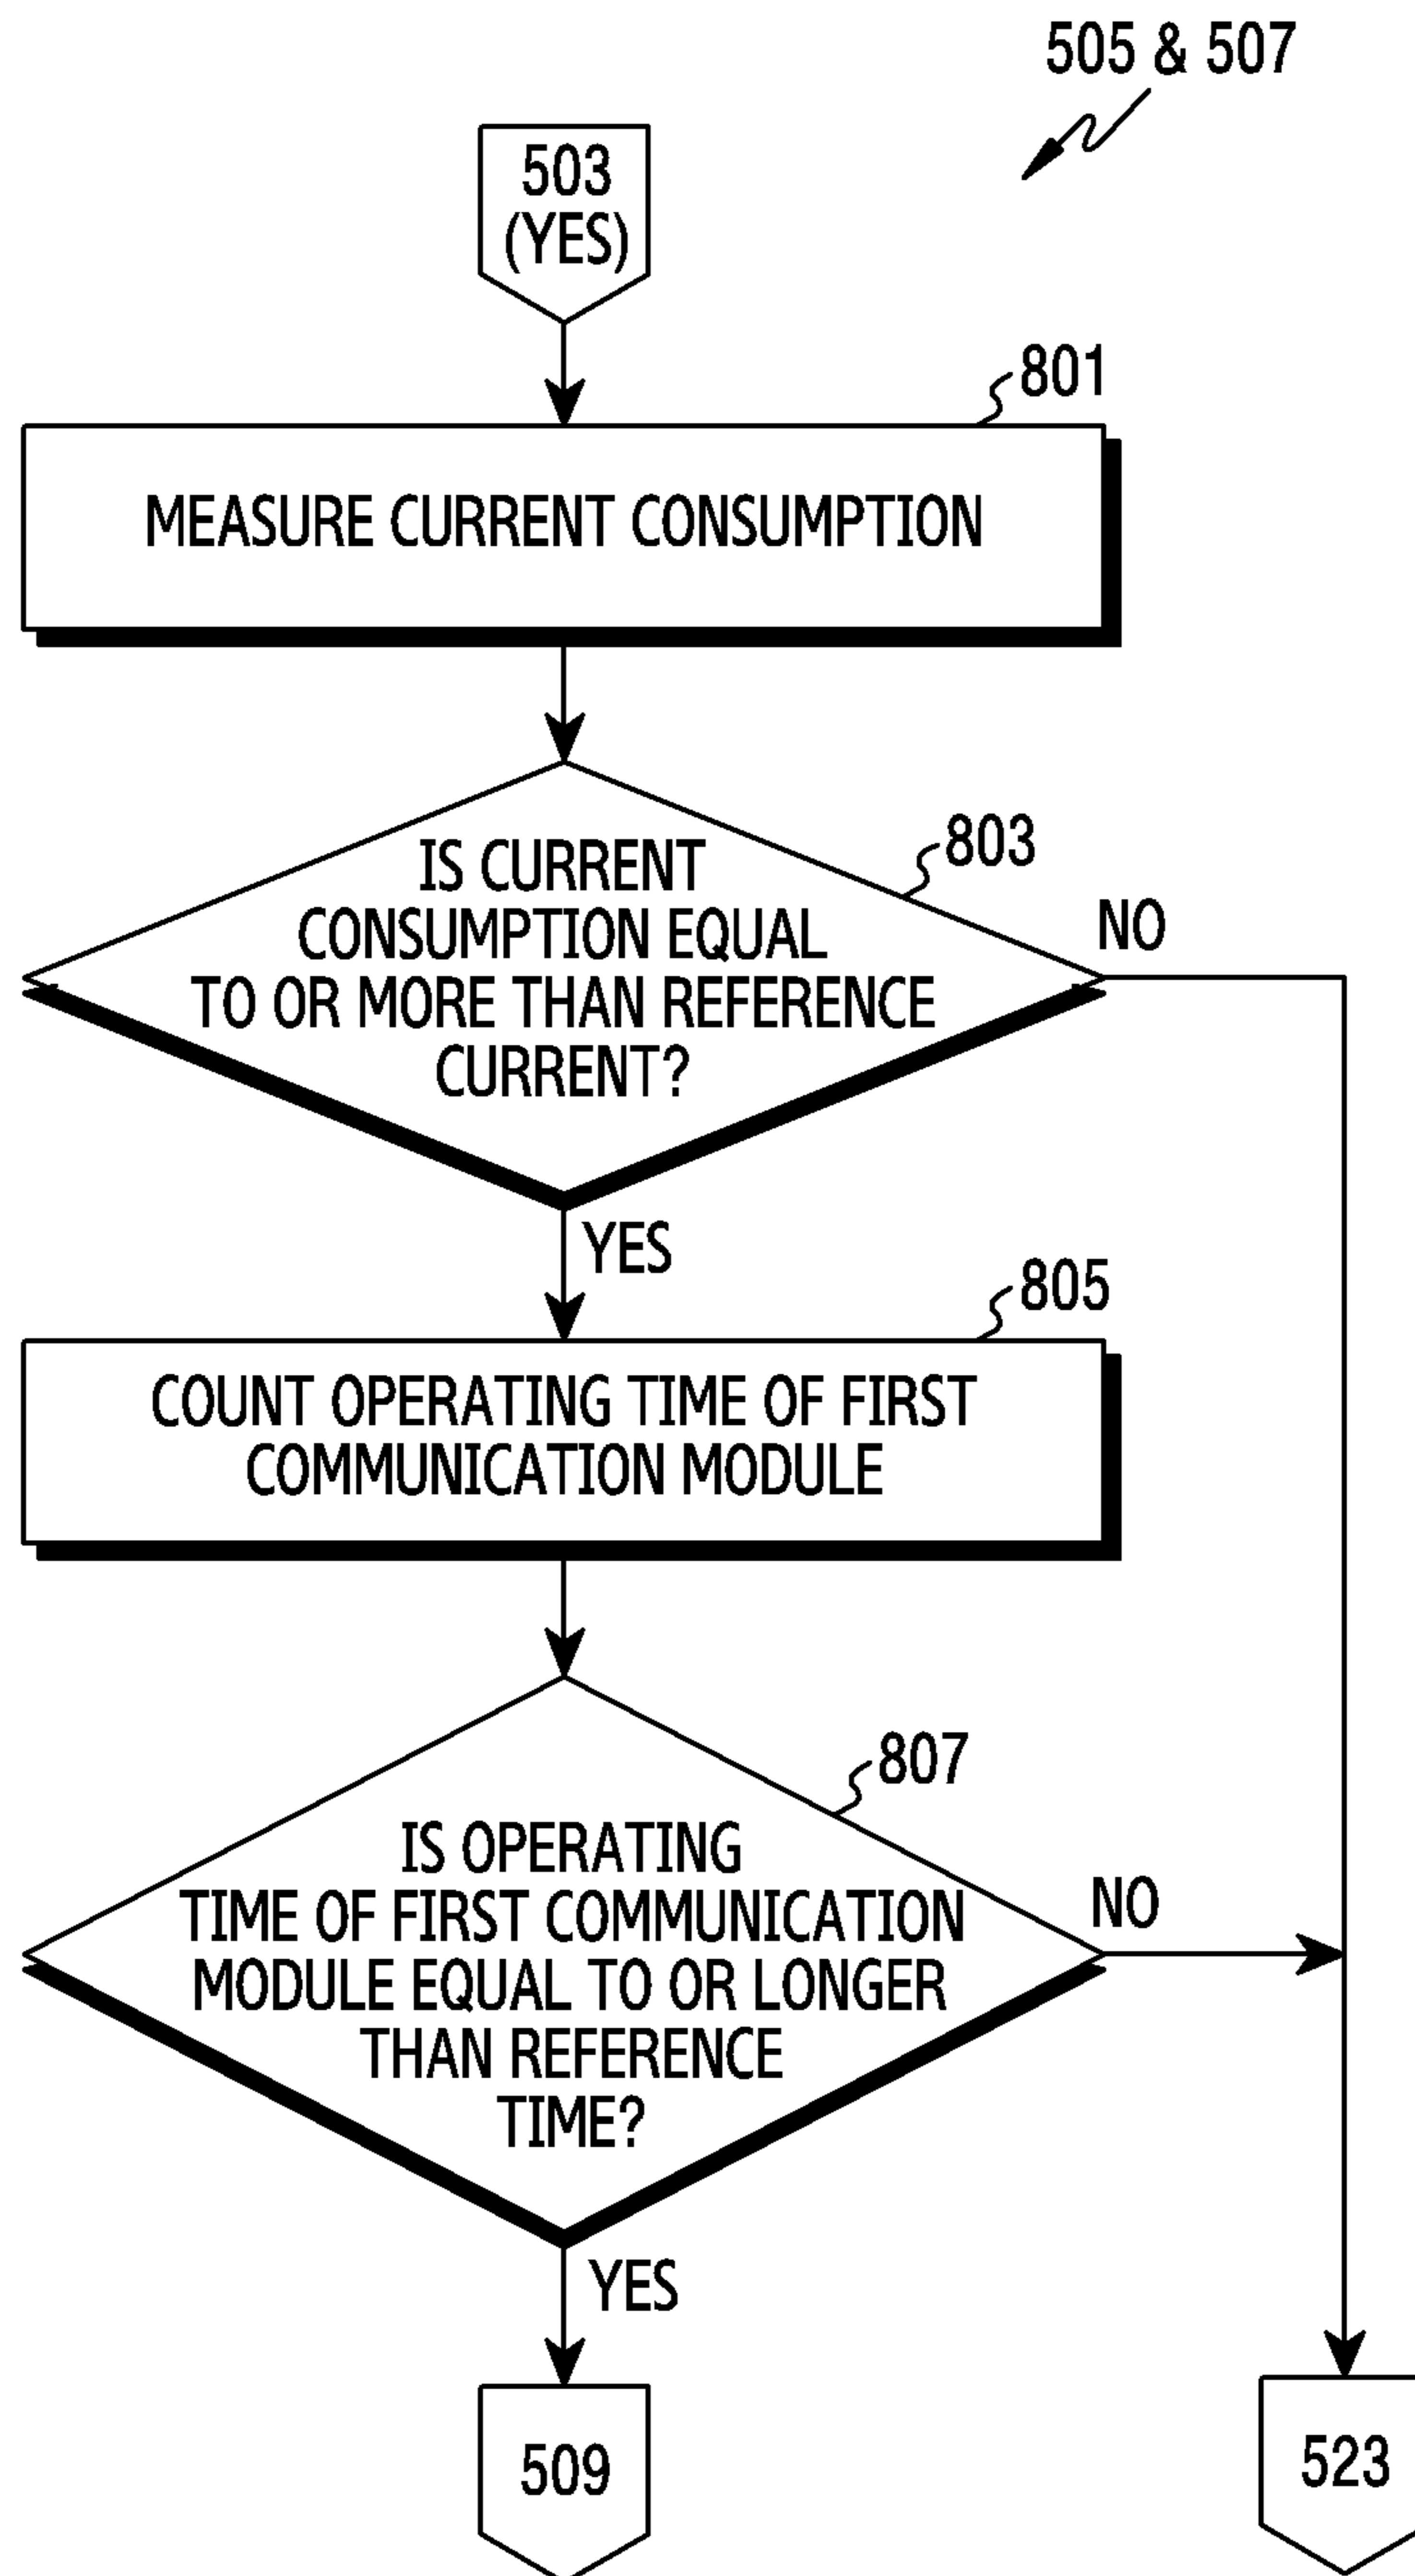 505 & 507
503
(YES)
801
MEASURE CURRENT CONSUMPTION
803
IS CURRENT
CONSUMPTION EQUAL
TO OR MORE THAN REFERENCE
CURRENT?
NO
YES
805
COUNT OPERATING TIME OF FIRST
COMMUNICATION MODULE
807
IS OPERATING
TIME OF FIRST COMMUNICATION
MODULE EQUAL TO OR LONGER
THAN REFERENCE
TIME?
NO
YES
509
523